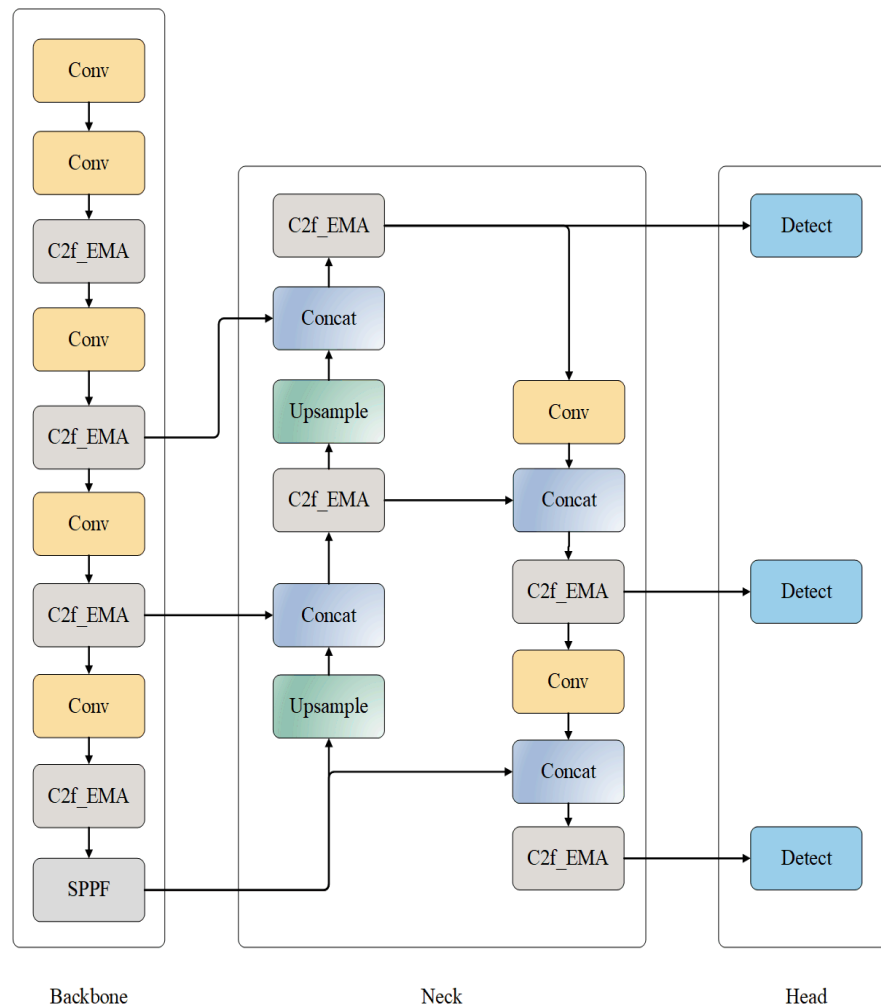 Conv
Conv
C2f_EMA
Conv
C2f_EMA
Conv
C2f_EMA
Conv
C2f_EMA
SPPF
Backbone
C2f_EMA
Concat
Upsample
C2f_EMA
Concat
Upsample
Conv
Concat
C2f_EMA
Conv
Concat
C2f_EMA
Neck
Detect
Detect
Detect
Head